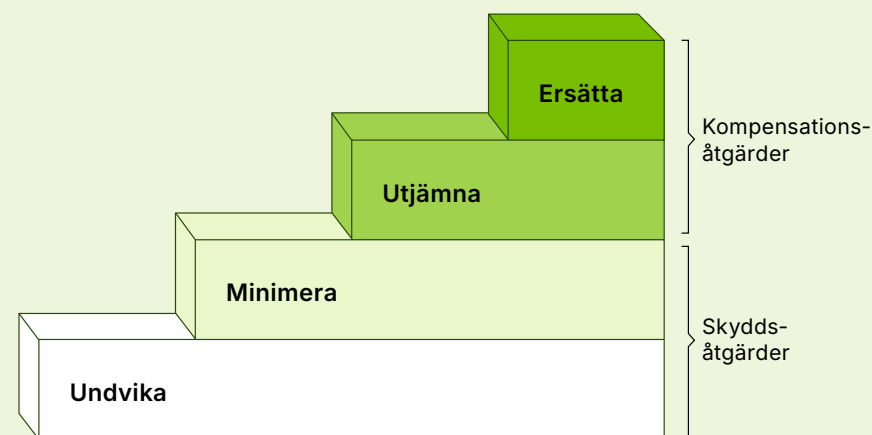 Ersätta
Kompensations-
åtgärder
Utjämna
Minimera
Skydds-
åtgärder
Undvika